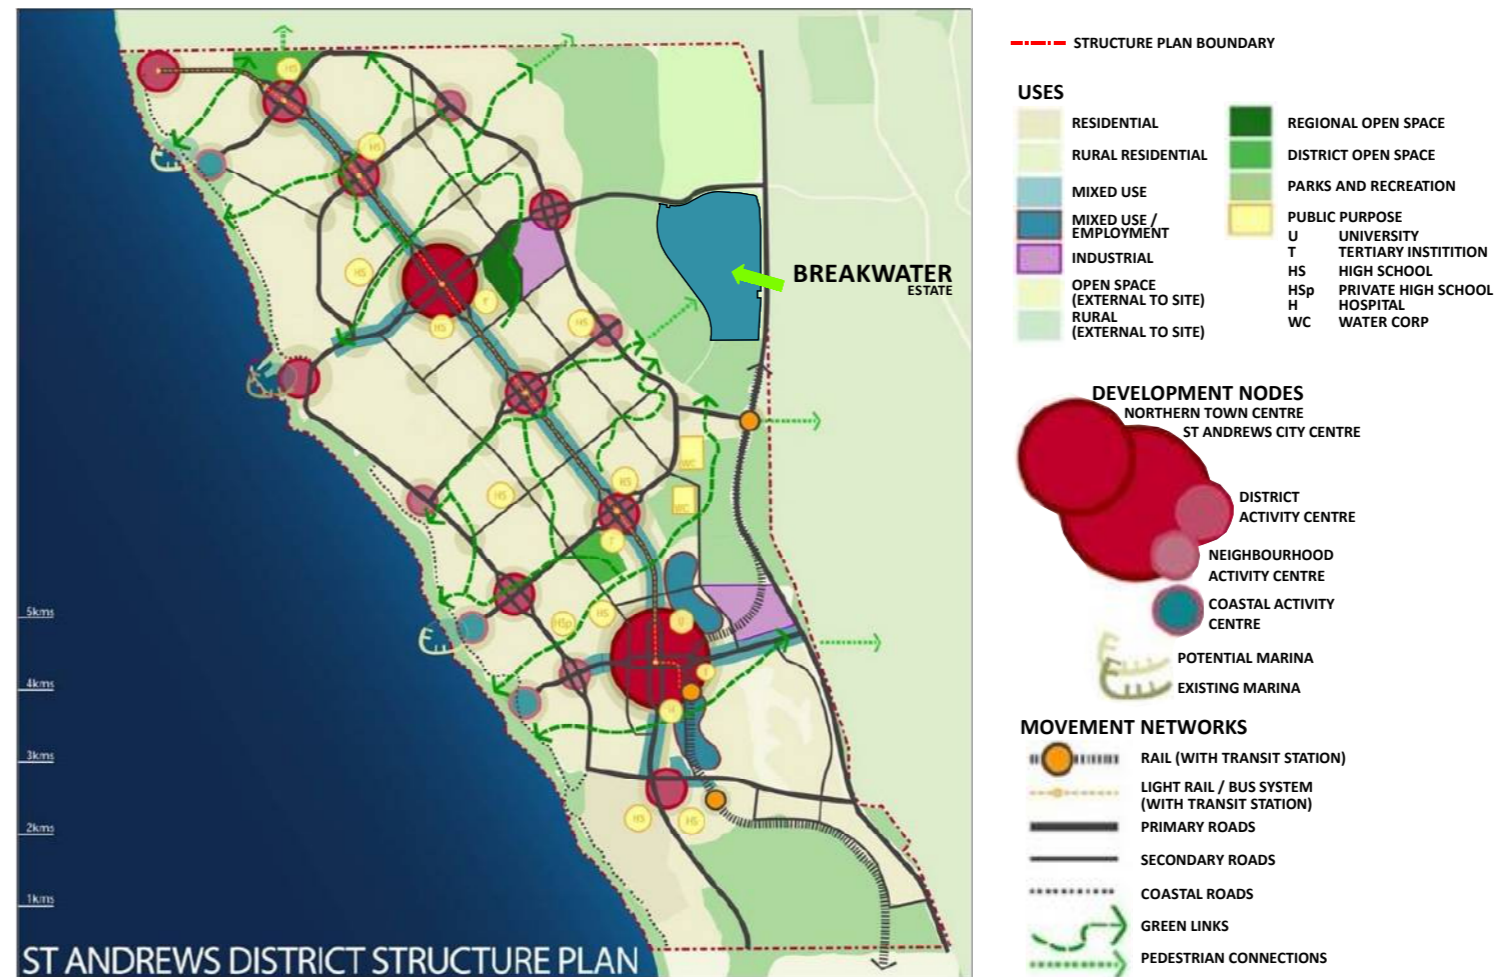 HS
HS
HS
HS
HS
HS
HS
HS
T
HSp
HS
U
HS
HS
WC
WC
BREAKWATER
ESTATE
5kms
4kms
3kms
2kms
1kms
ST ANDREWS DISTRICT STRUCTURE PLAN
STRUCTURE PLAN BOUNDARY
USES
RESIDENTIAL
RURAL RESIDENTIAL
MIXED USE
MIXED USE /
EMPLOYMENT
INDUSTRIAL
OPEN SPACE
(EXTERNAL TO SITE)
RURAL
(EXTERNAL TO SITE)
REGIONAL OPEN SPACE
DISTRICT OPEN SPACE
PARKS AND RECREATION
PUBLIC PURPOSE
U UNIVERSITY
T TERTIARY INSTITITION
HS HIGH SCHOOL
HSp PRIVATE HIGH SCHOOL
H HOSPITAL
WC WATER CORP
DEVELOPMENT NODES
NORTHERN TOWN CENTRE
ST ANDREWS CITY CENTRE
DISTRICT
ACTIVITY CENTRE
NEIGHBOURHOOD
ACTIVITY CENTRE
COASTAL ACTIVITY
CENTRE
POTENTIAL MARINA
EXISTING MARINA
MOVEMENT NETWORKS
RAIL (WITH TRANSIT STATION)
LIGHT RAIL / BUS SYSTEM
(WITH TRANSIT STATION)
PRIMARY ROADS
SECONDARY ROADS
COASTAL ROADS
GREEN LINKS
PEDESTRIAN CONNECTIONS